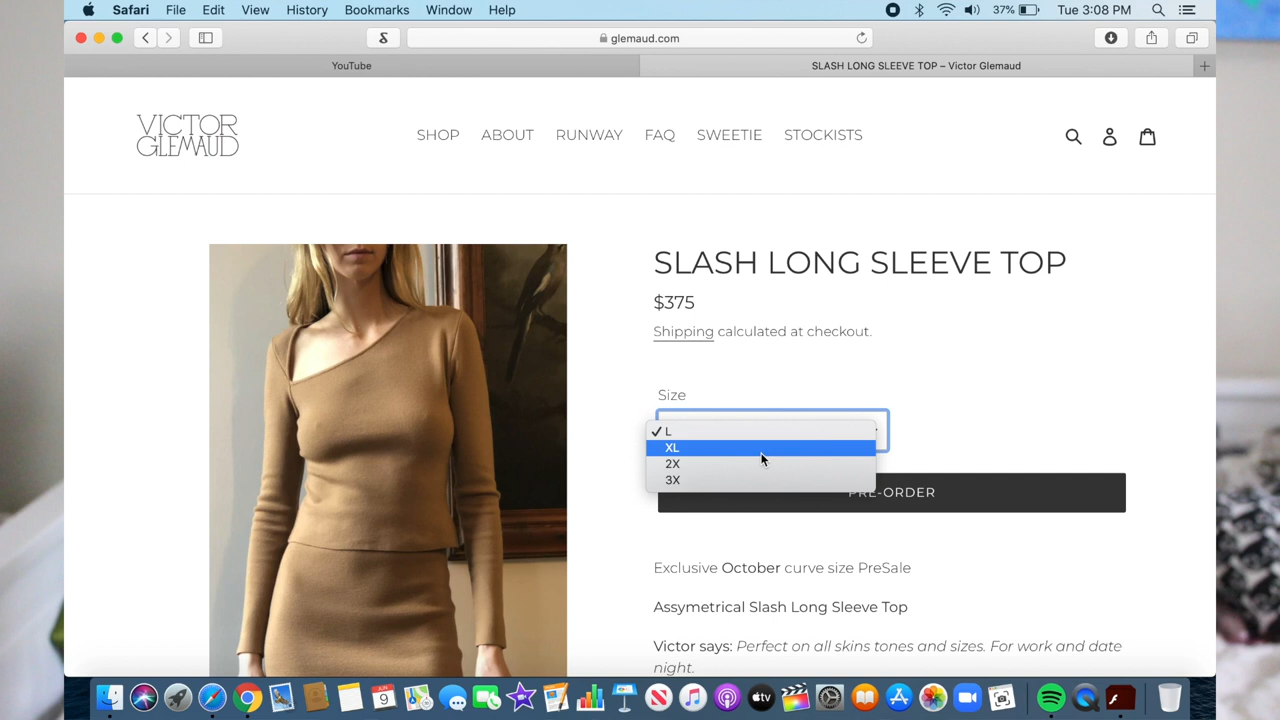 Safari File Edit View History Bookmarks Window Help 37% Tue 3:08 PM
glemaud.com
YouTube SLASH LONG SLEEVE TOP – Victor Glemaud
VICTOR
GLEMAUD
SHOP ABOUT RUNWAY FAQ SWEETIE STOCKISTS
SLASH LONG SLEEVE TOP
$375
Shipping calculated at checkout.
Size
✓ L
XL
2X
3X
PRE-ORDER
Exclusive October curve size PreSale
Assymetrical Slash Long Sleeve Top
Victor says: Perfect on all skins tones and sizes. For work and date
night.
JUN
9
tv